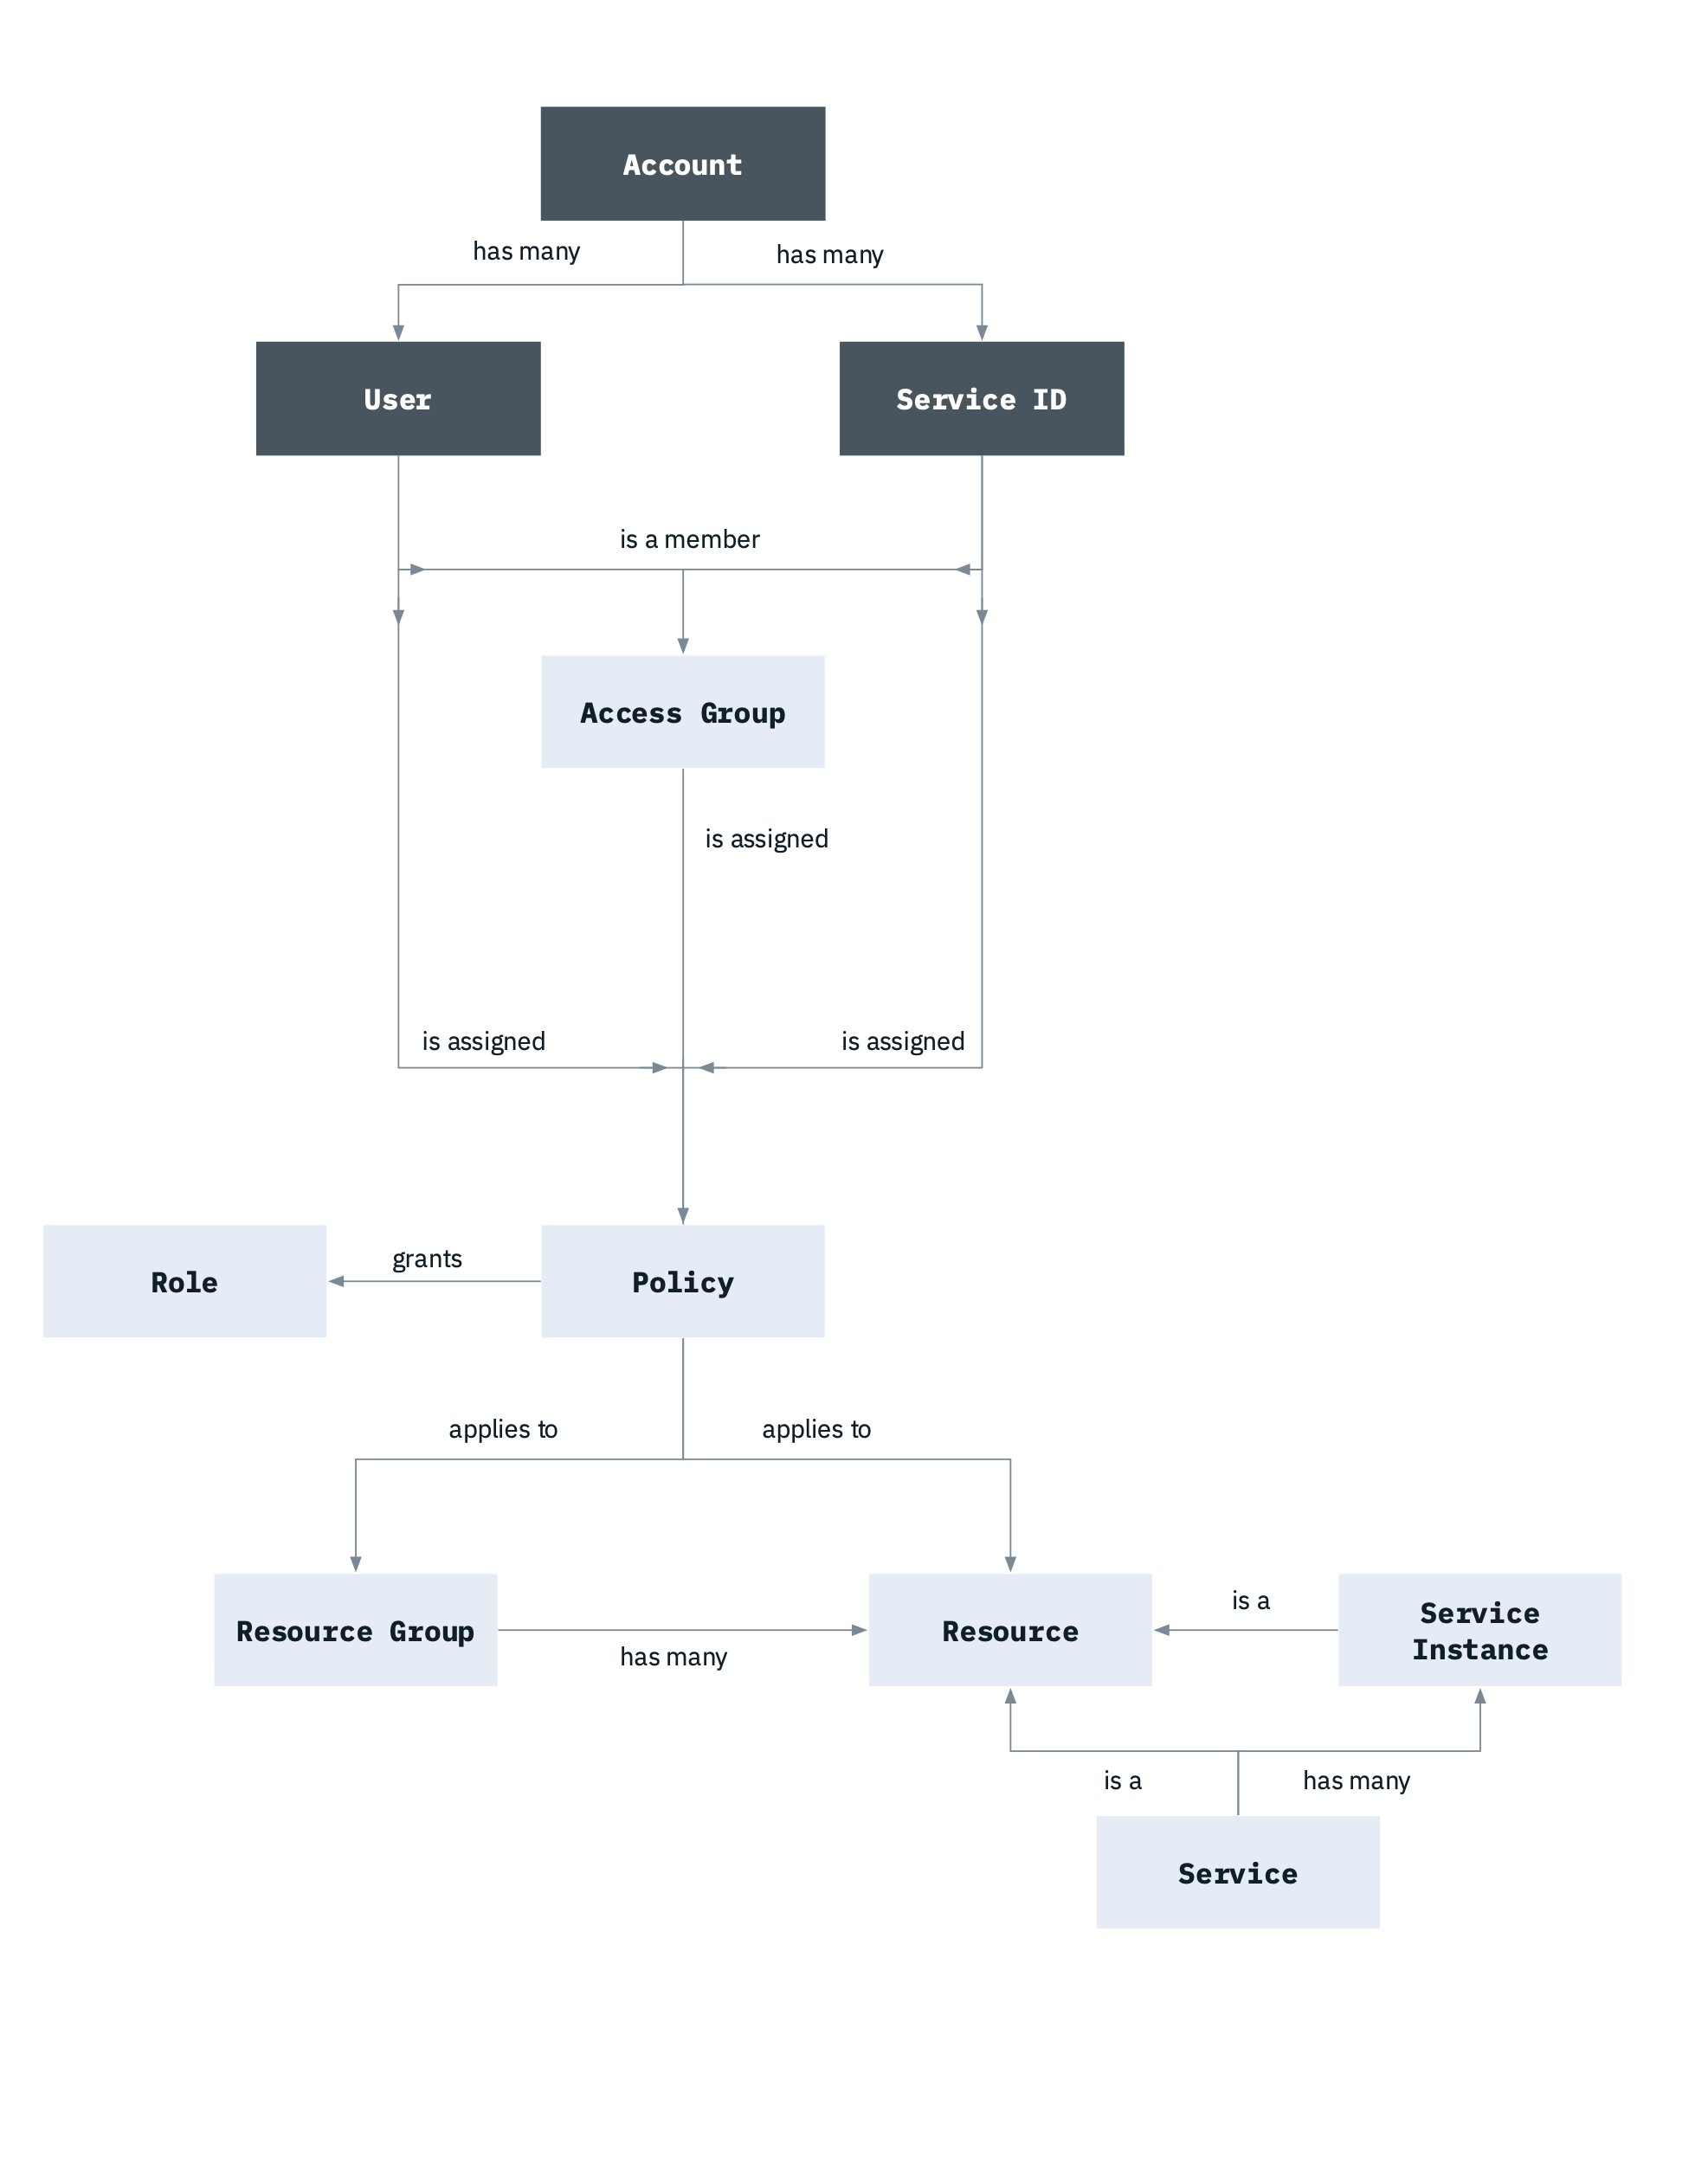 Account
has many
has many
User
Service ID
is a member
Access Group
is assigned
is assigned
is assigned
Role
grants
Policy
applies to
applies to
Resource Group
has many
Resource
is a
Service
Instance
is a
has many
Service